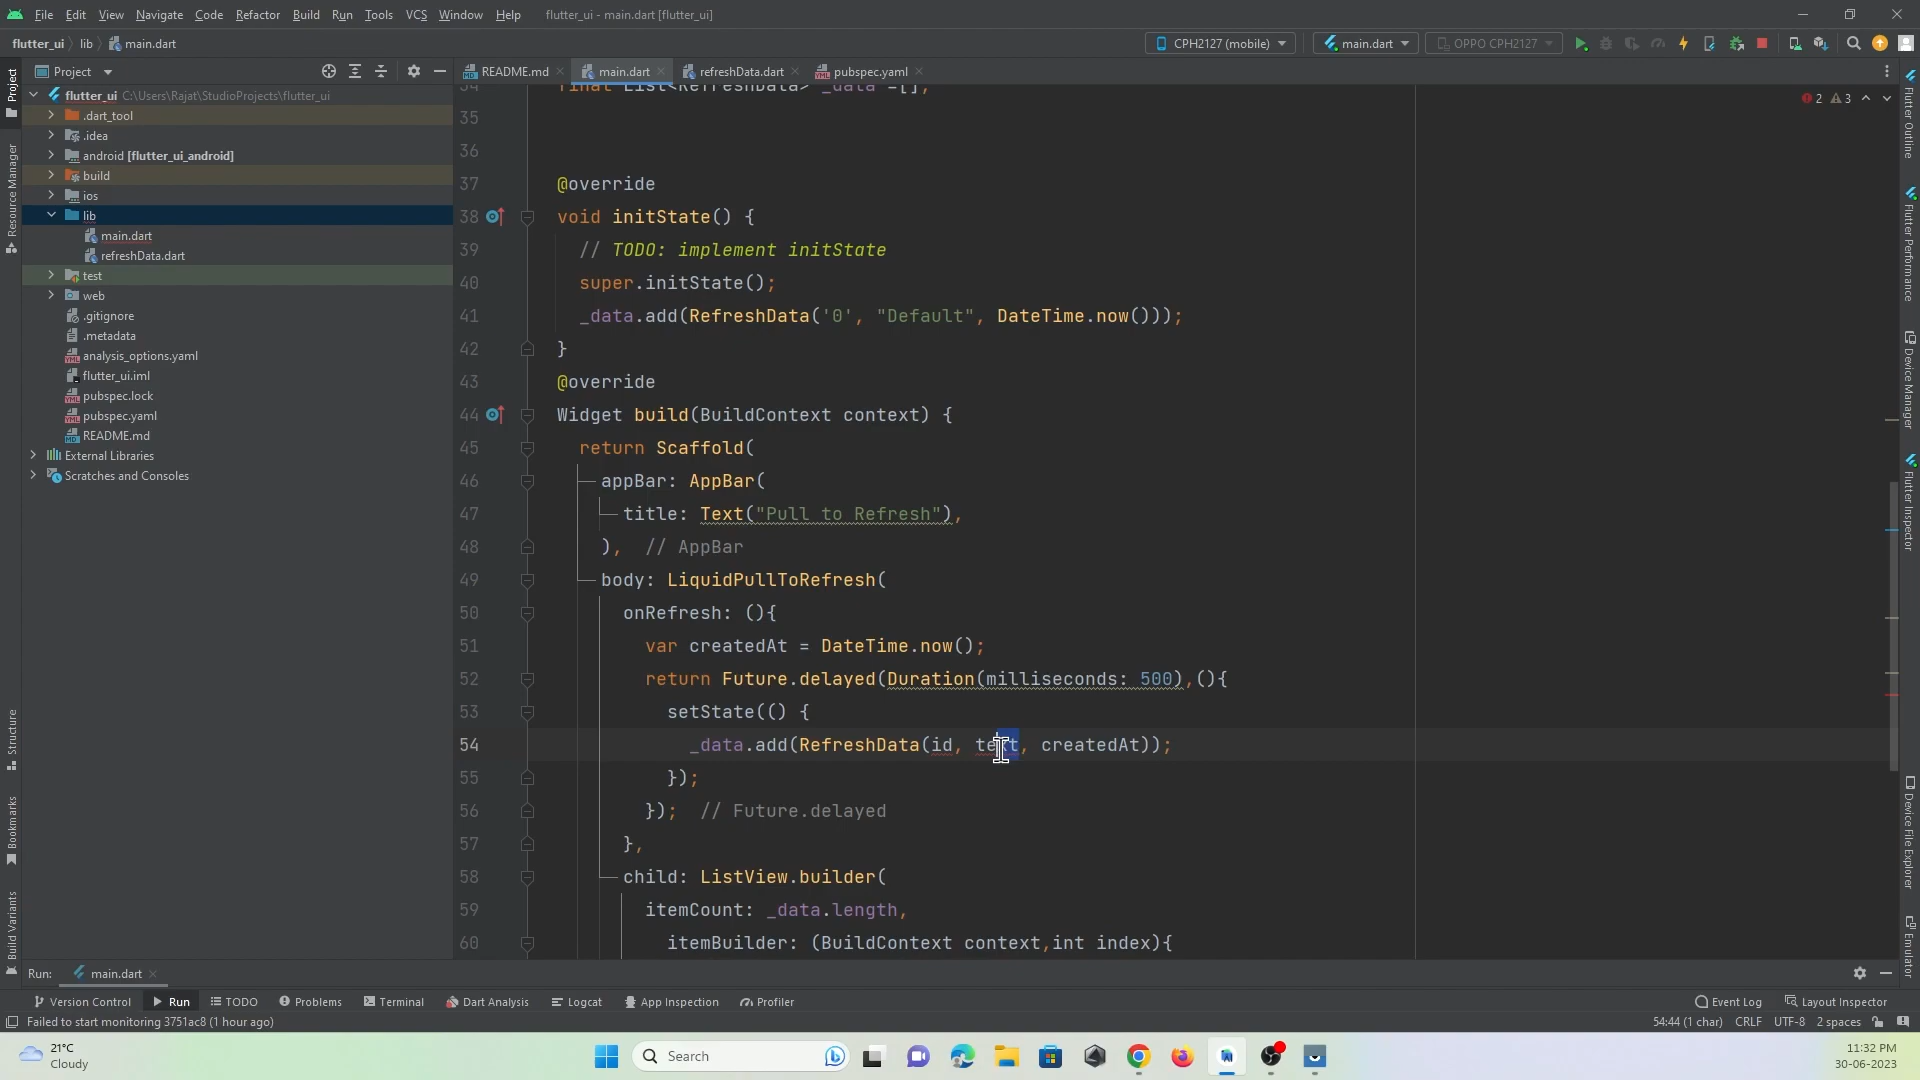 File Edit View Navigate Code Refactor Build Run Tools VCS Window Help flutter_ui - main.dart [flutter_ui]
flutter_ui lib main.dart CPH2127 (mobile) main.dart OPPO CPH2127
Project README.md main.dart refreshData.dart pubspec.yaml
flutter_ui C:\Users\Rajat\StudioProjects\flutter_ui
.dart_tool
.idea
android [flutter_ui_android]
build
ios
lib
main.dart
refreshData.dart
test
web
.gitignore
.metadata
analysis_options.yaml
flutter_ui.iml
pubspec.lock
pubspec.yaml
README.md
External Libraries
Scratches and Consoles
Project
Resource Manager
Structure
Bookmarks
Build Variants
34 final List<RefreshData> _data =[];
35
36
37 @override
38 void initState() {
39 // TODO: implement initState
40 super.initState();
41 _data.add(RefreshData('0', "Default", DateTime.now()));
42 }
43 @override
44 Widget build(BuildContext context) {
45 return Scaffold(
46 appBar: AppBar(
47 title: Text("Pull to Refresh"),
48 ), // AppBar
49 body: LiquidPullToRefresh(
50 onRefresh: (){
51 var createdAt = DateTime.now();
52 return Future.delayed(Duration(milliseconds: 500),(){
53 setState(() {
54 _data.add(RefreshData(id, text, createdAt));
55 });
56 }); // Future.delayed
57 },
58 child: ListView.builder(
59 itemCount: _data.length,
60 itemBuilder: (BuildContext context,int index){
2 3
Flutter Outline
Flutter Performance
Device Manager
Flutter Inspector
Device File Explorer
Emulator
Run: main.dart
Version Control Run TODO Problems Terminal Dart Analysis Logcat App Inspection Profiler Event Log Layout Inspector
Failed to start monitoring 3751ac8 (1 hour ago) 54:44 (1 char) CRLF UTF-8 2 spaces
21°C
Cloudy
Search
11:32 PM
30-06-2023